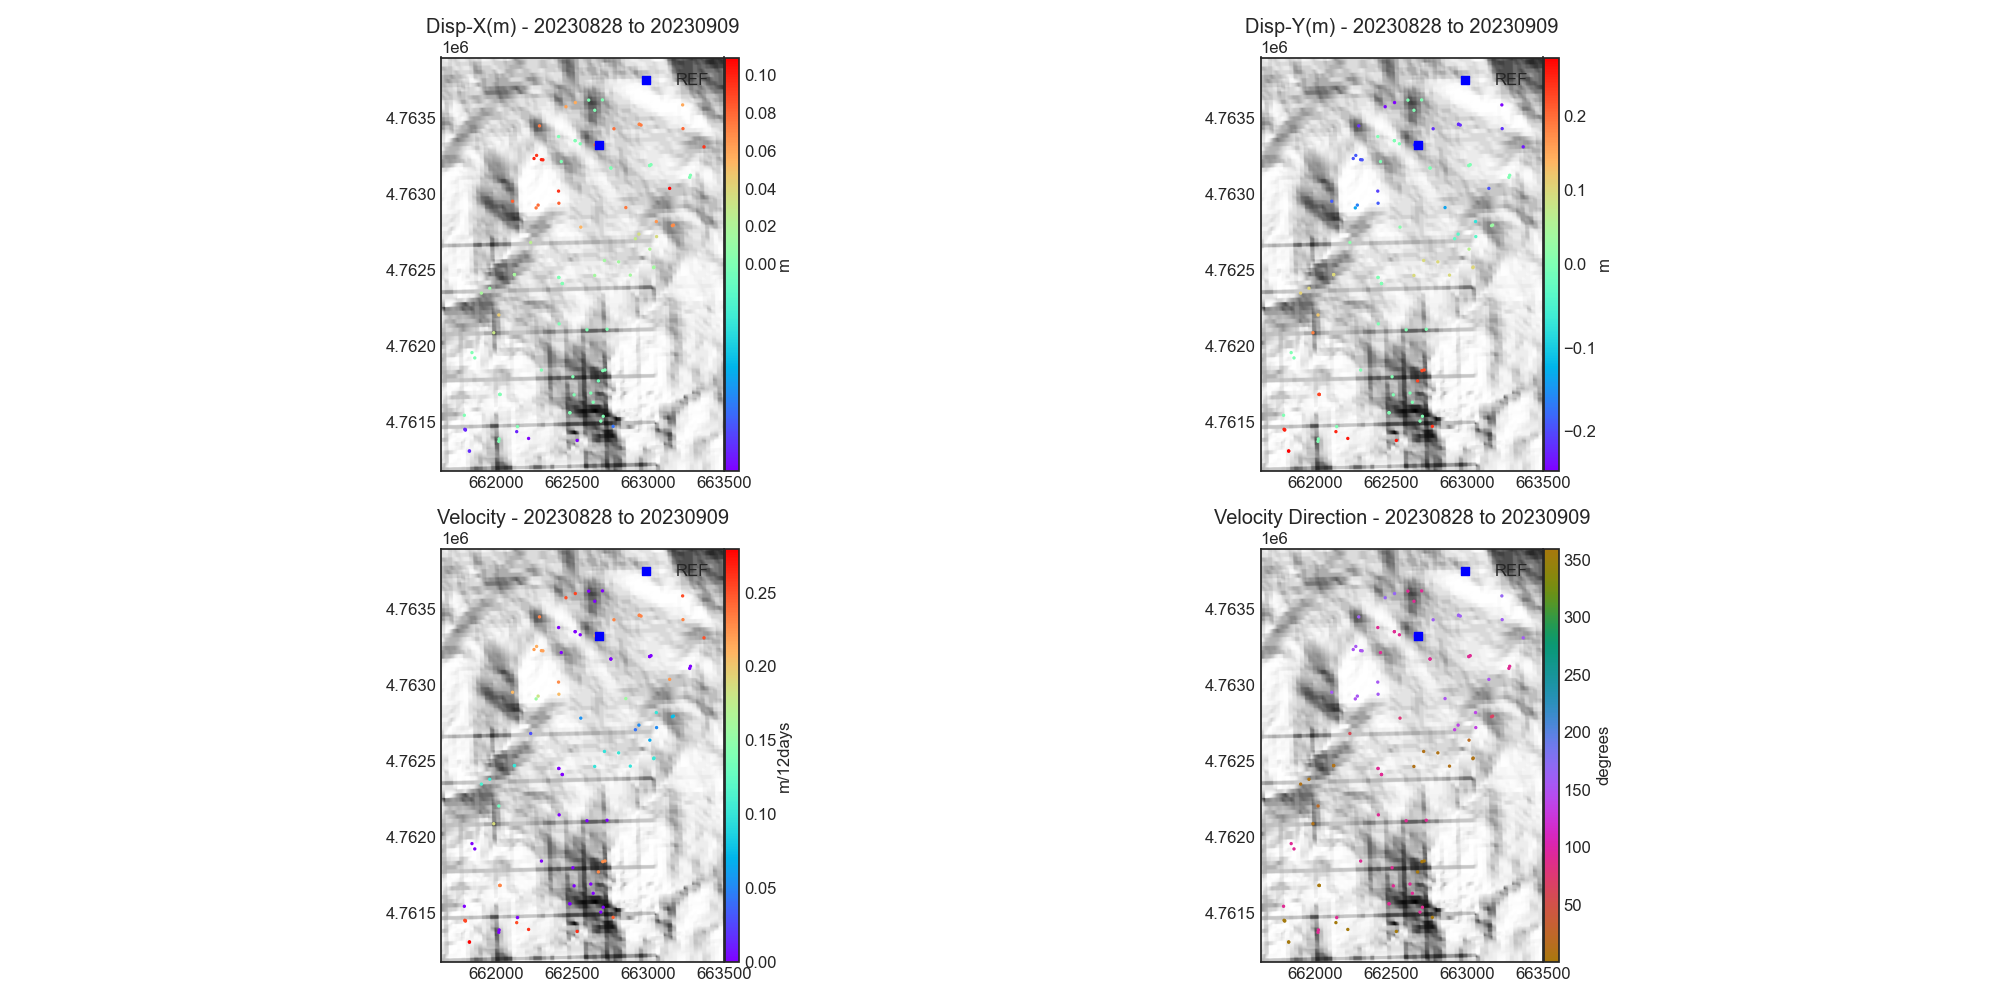 Disp-X(m) - 20230828 to 20230909
1e6
REF
4.7635
4.7630
4.7625
4.7620
4.7615
662000 662500 663000 663500
0.10
0.08
0.06
0.04
0.02
0.00
m
Disp-Y(m) - 20230828 to 20230909
1e6
REF
4.7635
4.7630
4.7625
4.7620
4.7615
662000 662500 663000 663500
0.2
0.1
0.0
−0.1
−0.2
m
Velocity - 20230828 to 20230909
1e6
REF
4.7635
4.7630
4.7625
4.7620
4.7615
662000 662500 663000 663500
0.25
0.20
0.15
0.10
0.05
0.00
m/12days
Velocity Direction - 20230828 to 20230909
1e6
REF
4.7635
4.7630
4.7625
4.7620
4.7615
662000 662500 663000 663500
350
300
250
200
150
100
50
degrees